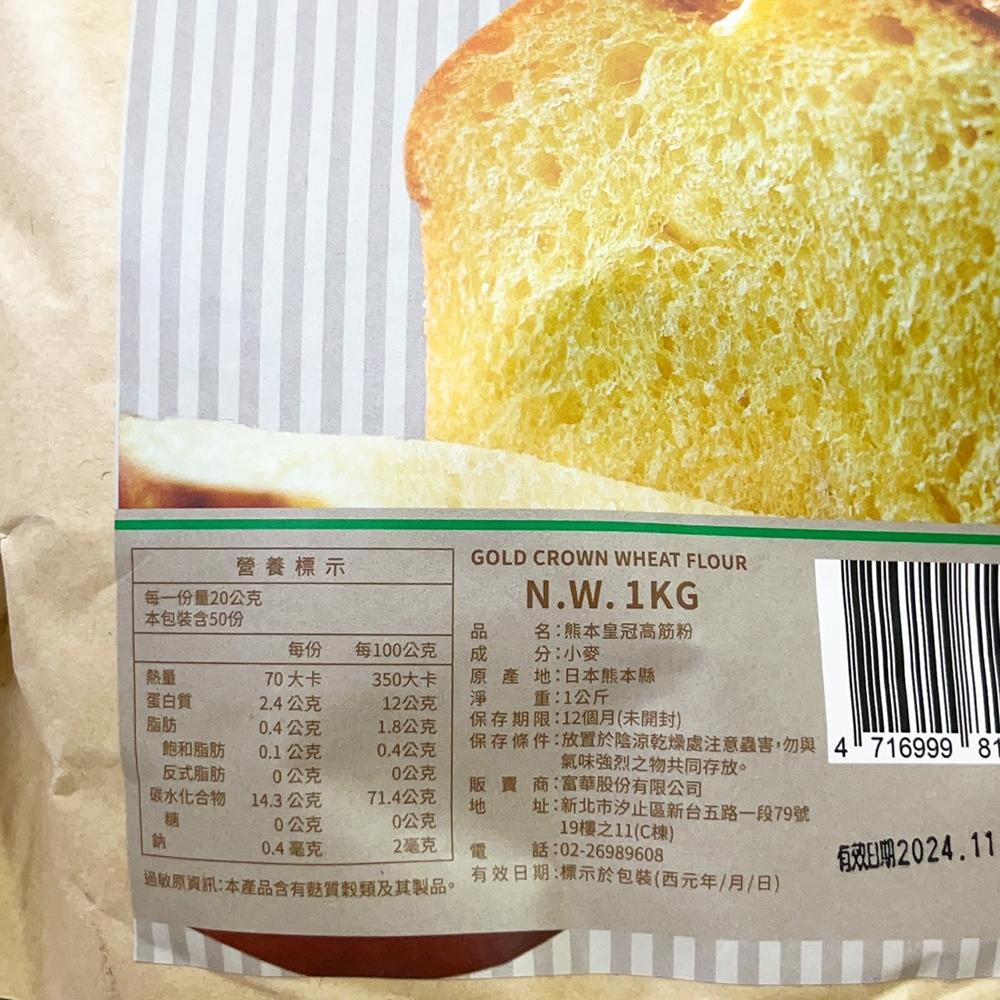 營養標示
每一份量20公克
本包裝含50份
每份 每100公克
熱量 70大卡 350大卡
蛋白質 2.4公克 12公克
脂肪 0.4公克 1.8公克
飽和脂肪 0.1公克 0.4公克
反式脂肪 0公克 0公克
碳水化合物 14.3公克 71.4公克
糖 0公克 0公克
鈉 0.4毫克 2毫克
過敏原資訊:本產品含有麩質穀類及其製品。
GOLD CROWN WHEAT FLOUR
N.W. 1KG
品名:熊本皇冠高筋粉
成分:小麥
原產地:日本熊本縣
淨重:1公斤
保存期限:12個月(未開封)
保存條件:放置於陰涼乾燥處注意蟲害,勿與
氣味強烈之物共同存放。
販賣商:富華股份有限公司
地址:新北市汐止區新台五路一段79號
19樓之11(C棟)
電話:02-26989608
有效日期:標示於包裝(西元年/月/日)
4 716999 81
有效日期2024.11